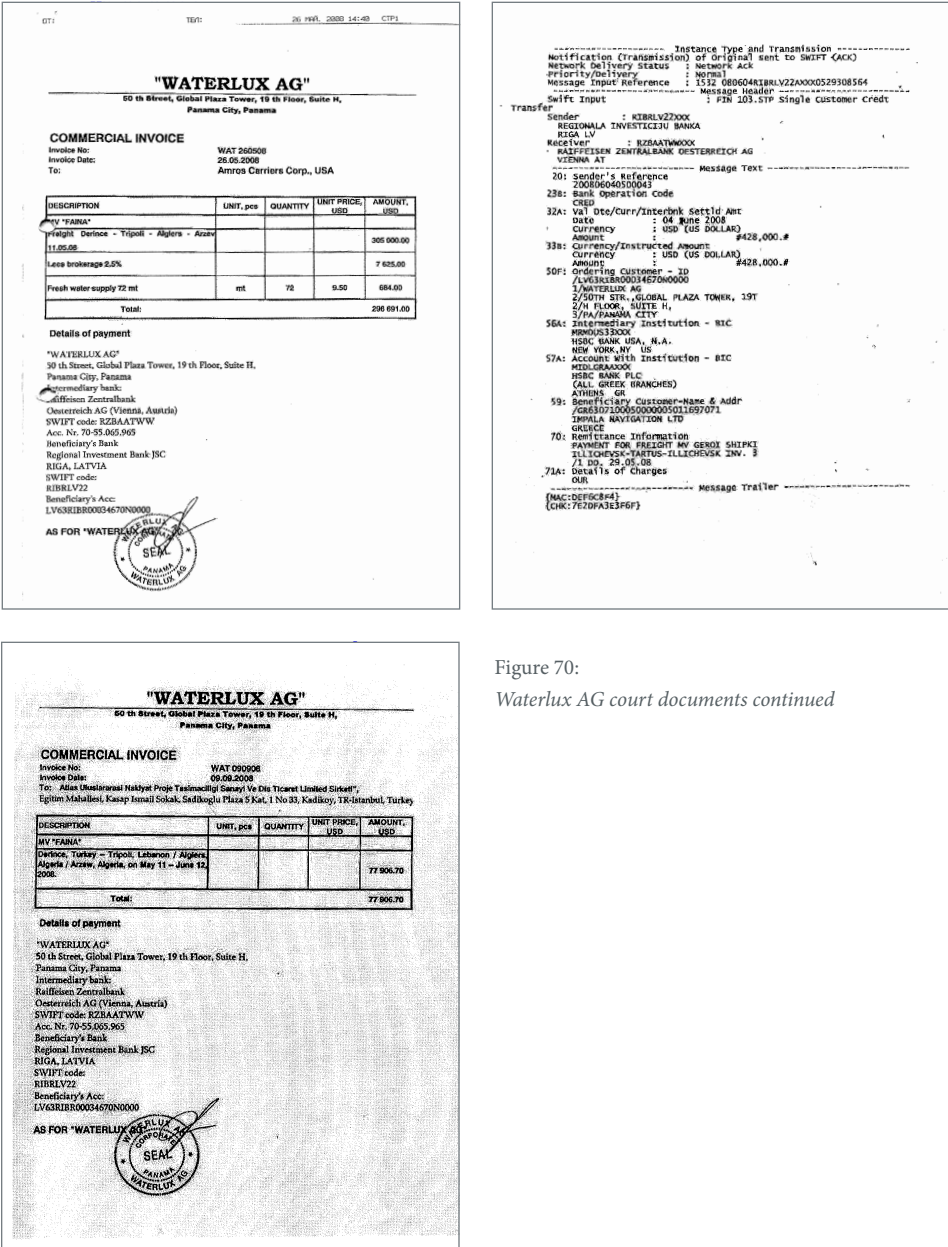 ОТ: ТЕЛ: 26 МАЯ. 2008 14:40 СТР1
"WATERLUX AG"
50 th Street, Global Plaza Tower, 19 th Floor, Suite H,
Panama City, Panama
COMMERCIAL INVOICE
Invoice No: WAT 260508
Invoice Date: 26.05.2008
To: Amros Carriers Corp., USA
DESCRIPTION UNIT, pcs QUANTITY UNIT PRICE, USD AMOUNT, USD
MV "FAINA"
Freight Derince - Tripoli - Algiers - Arzev
11.05.08 305 000.00
Less brokerage 2.5% 7 625.00
Fresh water supply 72 mt mt 72 9.50 684.00
Total: 296 691.00
Details of payment
"WATERLUX AG"
50 th Street, Global Plaza Tower, 19 th Floor, Suite H,
Panama City, Panama
Intermediary bank:
Raiffeisen Zentralbank
Oesterreich AG (Vienna, Austria)
SWIFT code: RZBAATWW
Acc. Nr. 70-55.065.965
Beneficiary's Bank
Regional Investment Bank JSC
RIGA, LATVIA
SWIFT code:
RIBRLV22
Beneficiary's Acc:
LV63RIBR00034670N0000
AS FOR "WATERLUX AG"
WATERLUX AG
CORPORATE
SEAL
PANAMA
WATERLUX AG
-------------------- Instance Type and Transmission --------------
Notification (Transmission) of Original sent to SWIFT (ACK)
Network Delivery Status : Network Ack
Priority/Delivery : Normal
Message Input Reference : 1532 080604RIBRLV22AXXX0529308564
-------------------------- Message Header ------------------------
Swift Input : FIN 103.STP Single Customer Credt
Transfer
Sender : RIBRLV22XXX
REGIONALA INVESTICIJU BANKA
RIGA LV
Receiver : RZBAATWWXXX
RAIFFEISEN ZENTRALBANK OESTERREICH AG
VIENNA AT
-------------------------- Message Text --------------------------
20: Sender's Reference
200806040500043
23B: Bank Operation Code
CRED
32A: Val Dte/Curr/Interbnk Settld Amt
Date : 04 June 2008
Currency : USD (US DOLLAR)
Amount : #428,000.#
33B: Currency/Instructed Amount
Currency : USD (US DOLLAR)
Amount : #428,000.#
50F: Ordering Customer - ID
/LV63RIBR00034670N0000
1/WATERLUX AG
2/50TH STR.,GLOBAL PLAZA TOWER, 19T
2/H FLOOR, SUITE H,
3/PA/PANAMA CITY
56A: Intermediary Institution - BIC
MRMDUS33XXX
HSBC BANK USA, N.A.
NEW YORK,NY US
57A: Account With Institution - BIC
MIDLGRAAXXX
HSBC BANK PLC
(ALL GREEK BRANCHES)
ATHENS GR
59: Beneficiary Customer-Name & Addr
/GR6307100050000005011697071
IMPALA NAVIGATION LTD
GREECE
70: Remittance Information
PAYMENT FOR FREIGHT MV GEROI SHIPKI
ILLICHEVSK-TARTUS-ILLICHEVSK INV. 3
/1 DD. 29.05.08
71A: Details of Charges
OUR
-------------------------- Message Trailer -----------------------
{MAC:DEF6C8F4}
{CHK:7E2DFA3E3F6F}
"WATERLUX AG"
50 th Street, Global Plaza Tower, 19 th Floor, Suite H,
Panama City, Panama
COMMERCIAL INVOICE
Invoice No: WAT 090908
Invoice Date: 09.09.2008
To: Atlas Uluslararasi Nakliyat Proje Tasimaciligi Sanayi Ve Dis Ticaret Limited Sirketi",
Egitim Mahallesi, Kasap Ismail Sokak, Sadikoglu Plaza 5 Kat, 1 No 33, Kadikoy, TR-Istanbul, Turkey
DESCRIPTION UNIT, pcs QUANTITY UNIT PRICE, USD AMOUNT, USD
MV "FAINA"
Derince, Turkey – Tripoli, Lebanon / Algiers,
Algeria / Arzew, Algeria, on May 11 – June 12,
2008. 77 906.70
Total: 77 906.70
Details of payment
"WATERLUX AG"
50 th Street, Global Plaza Tower, 19 th Floor, Suite H,
Panama City, Panama
Intermediary bank:
Raiffeisen Zentralbank
Oesterreich AG (Vienna, Austria)
SWIFT code: RZBAATWW
Acc. Nr. 70-55.065.965
Beneficiary's Bank
Regional Investment Bank JSC
RIGA, LATVIA
SWIFT code:
RIBRLV22
Beneficiary's Acc:
LV63RIBR00034670N0000
AS FOR "WATERLUX AG"
WATERLUX AG
CORPORATE
SEAL
PANAMA
WATERLUX AG
Figure 70:
Waterlux AG court documents continued